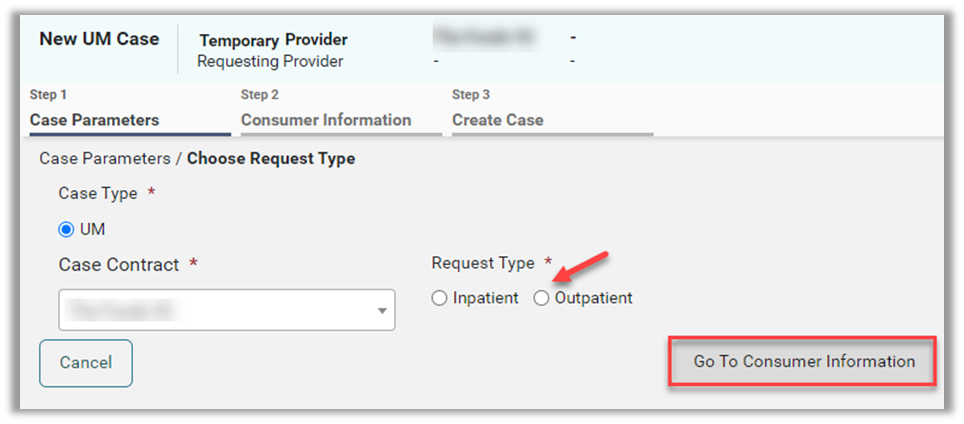 New UM Case
Temporary Provider
-
Requesting Provider
-
-
Step 1
Step 2
Step 3
Case Parameters
Consumer Information
Create Case
Case Parameters / Choose Request Type
Case Type *
UM
Case Contract *
Request Type *
Inpatient
Outpatient
Cancel
Go To Consumer Information